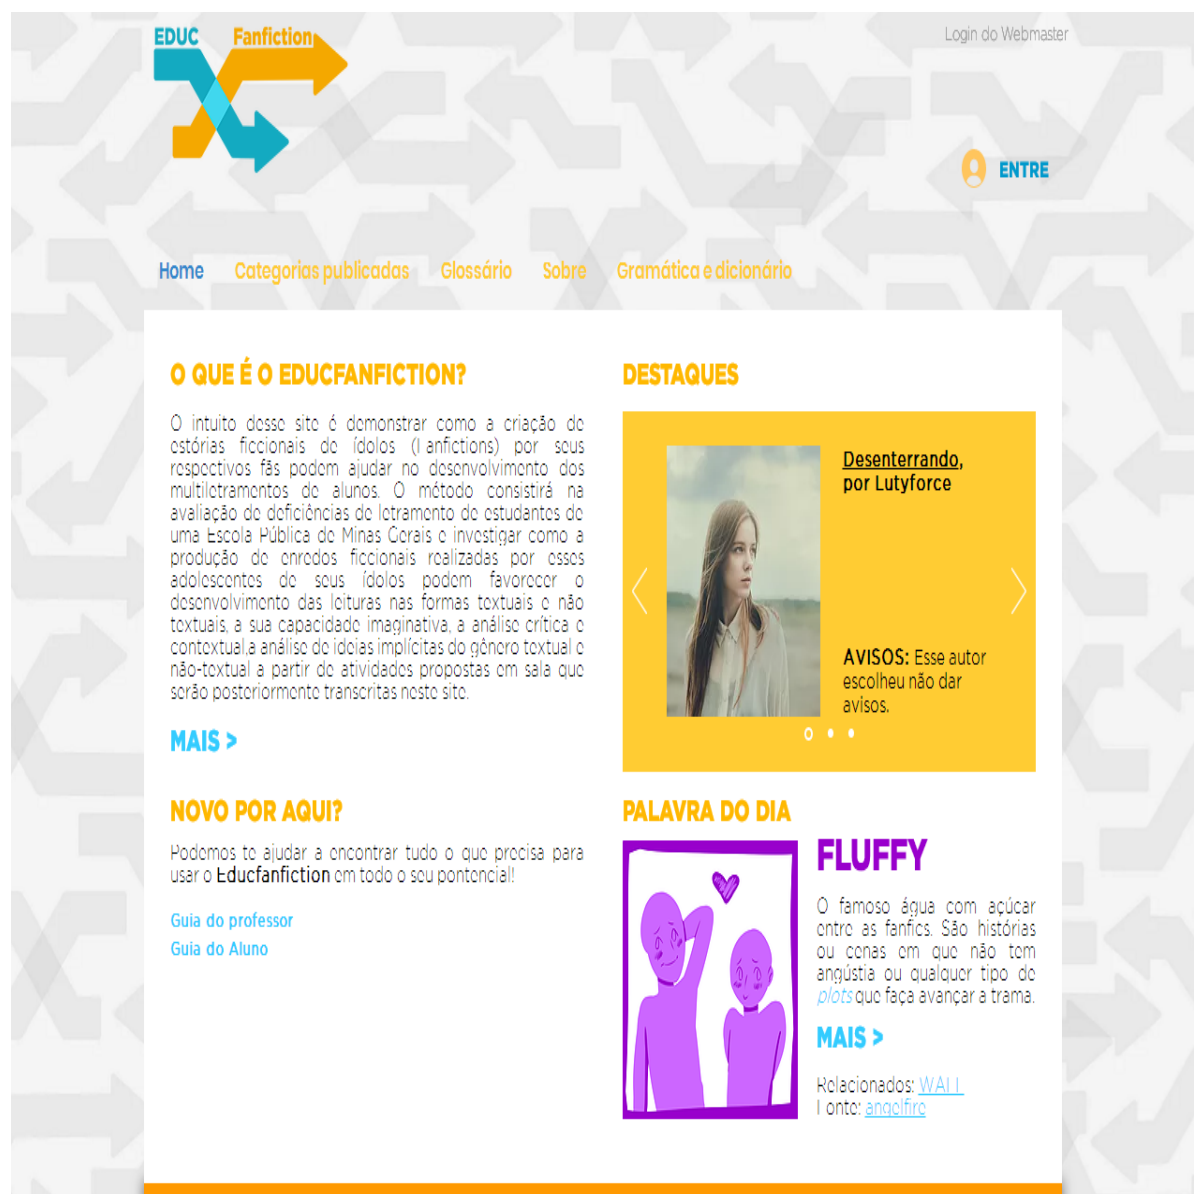 EDUC Fanfiction
Login do Webmaster
ENTRE
Home Categorias publicadas Glossário Sobre Gramática e dicionário
O QUE É O EDUCFANFICTION?
O intuito desse site é demonstrar como a criação de
estórias ficcionais de ídolos (Fanfictions) por seus
respectivos fãs podem ajudar no desenvolvimento dos
multiletramentos de alunos. O método consistirá na
avaliação de deficiências de letramento de estudantes de
uma Escola Pública de Minas Gerais e investigar como a
produção de enredos ficcionais realizadas por esses
adolescentes de seus ídolos podem favorecer o
desenvolvimento das leituras nas formas textuais e não
textuais, a sua capacidade imaginativa, a análise crítica e
contextual,a análise de ideias implícitas do gênero textual e
não-textual a partir de atividades propostas em sala que
serão posteriormente transcritas neste site.
MAIS >
DESTAQUES
Desenterrando,
por Lutyforce
AVISOS: Esse autor
escolheu não dar
avisos.
NOVO POR AQUI?
Podemos te ajudar a encontrar tudo o que precisa para
usar o Educfanfiction em todo o seu pontencial!
Guia do professor
Guia do Aluno
PALAVRA DO DIA
FLUFFY
O famoso água com açúcar
entre as fanfics. São histórias
ou cenas em que não tem
angústia ou qualquer tipo de
plots que faça avançar a trama.
MAIS >
Relacionados: WAFF
Fonte: angelfire